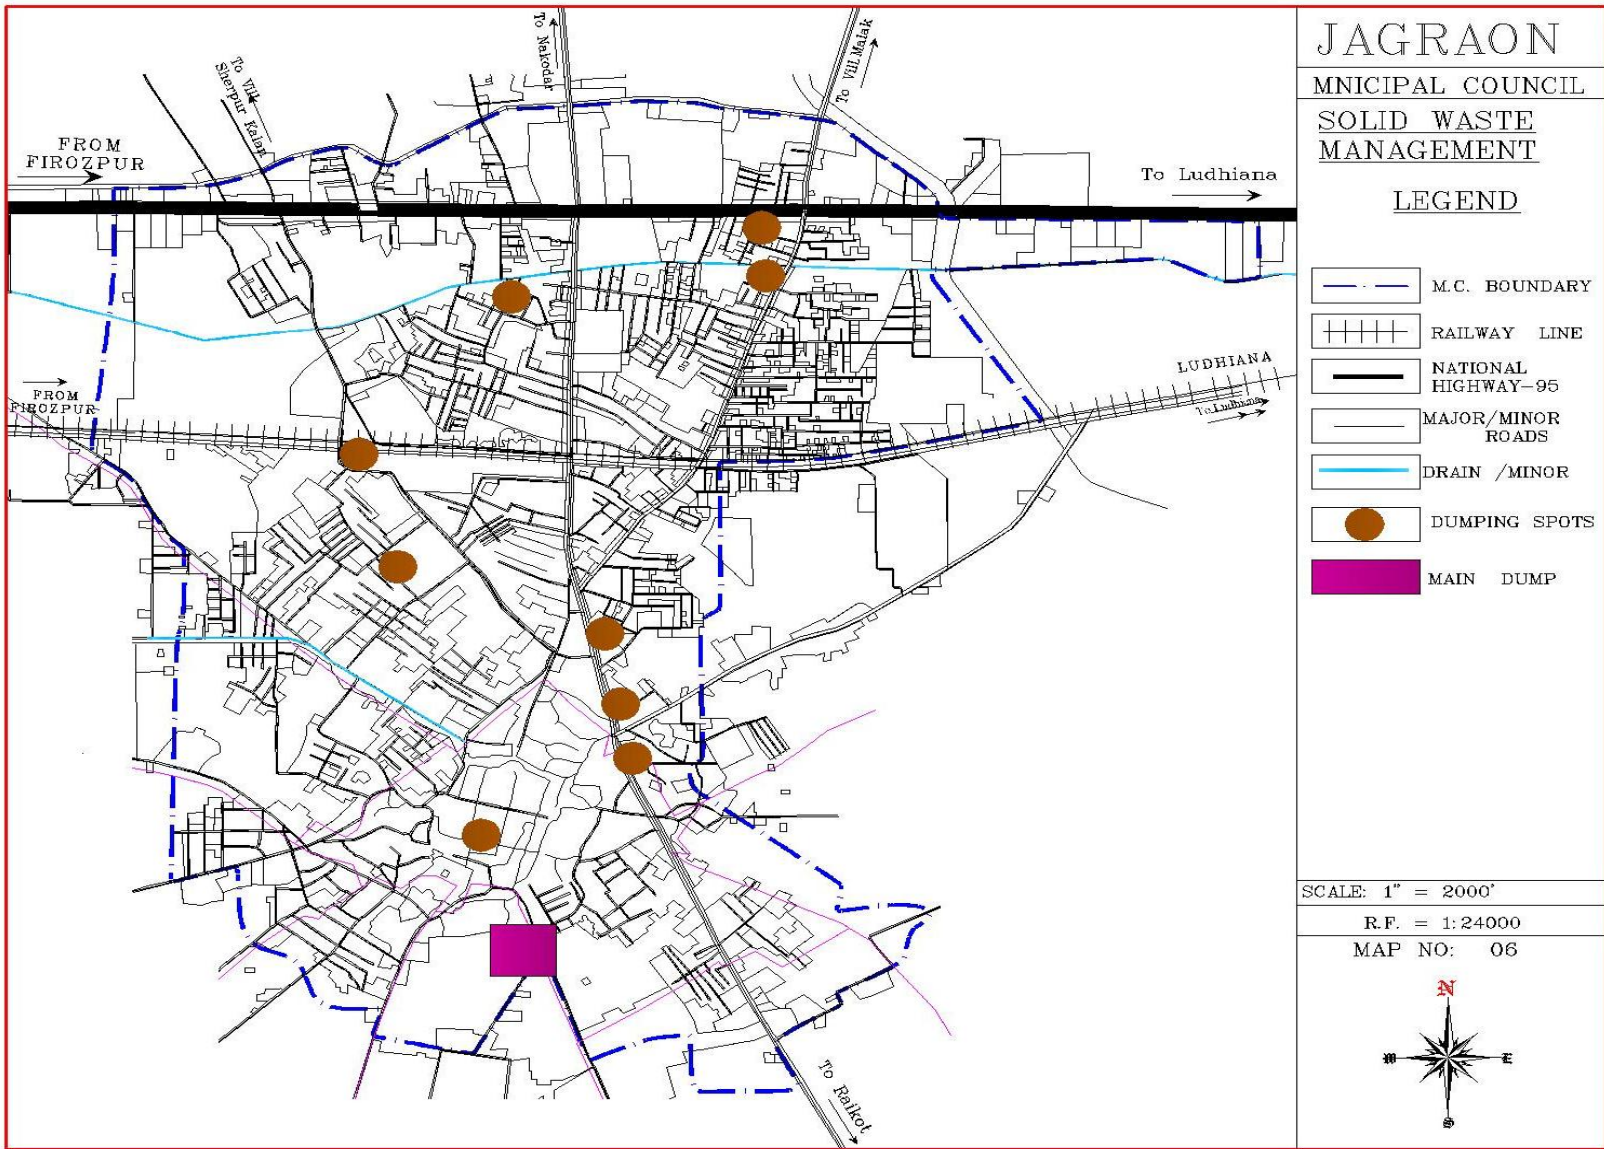 To Nakodar
To Vill Malak
To Vill
Sherpur Kalan
FROM
FIROZPUR
To Ludhiana
FROM
FIROZPUR
LUDHIANA
To Ludhiana
To Raikot
JAGRAON
MNICIPAL COUNCIL
SOLID WASTE
MANAGEMENT
LEGEND
M.C. BOUNDARY
RAILWAY LINE
NATIONAL
HIGHWAY-95
MAJOR/MINOR
ROADS
DRAIN /MINOR
DUMPING SPOTS
MAIN DUMP
SCALE: 1" = 2000'
R.F. = 1:24000
MAP NO: 06
N
W E
S